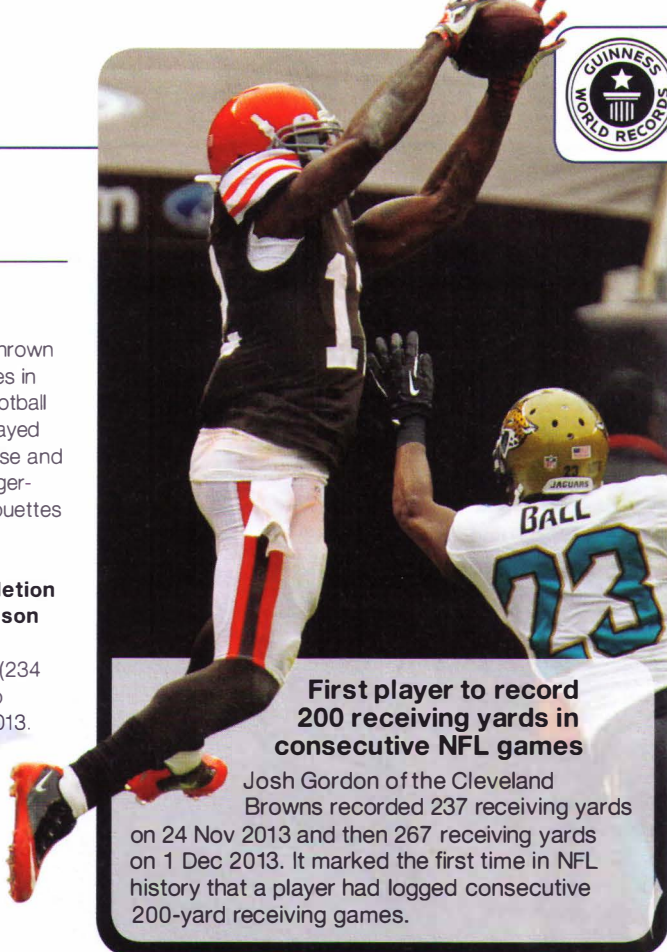 GUINNESS
WORLD RECORDS
hrown
es in
otball
ayed
se and
ger-
ouettes
letion
son
(234
013.
1
23
JAGUARS
BALL
23
First player to record
200 receiving yards in
consecutive NFL games
Josh Gordon of the Cleveland
Browns recorded 237 receiving yards
on 24 Nov 2013 and then 267 receiving yards
on 1 Dec 2013. It marked the first time in NFL
history that a player had logged consecutive
200-yard receiving games.